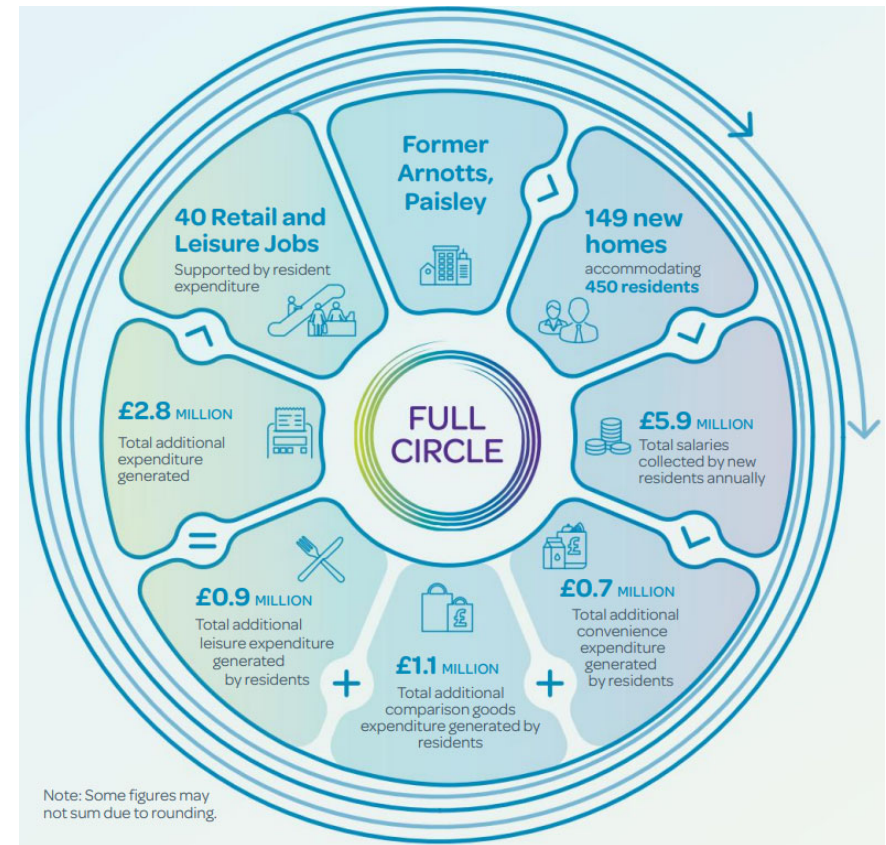 Former
Arnotts,
Paisley
149 new
homes
accommodating
450 residents
£5.9 MILLION
Total salaries
collected by new
residents annually
£0.7 MILLION
Total additional
convenience
expenditure
generated
by residents
+
£1.1 MILLION
Total additional
comparison goods
expenditure generated by
residents
+
£0.9 MILLION
Total additional
leisure expenditure
generated
by residents
=
£2.8 MILLION
Total additional
expenditure
generated
40 Retail and
Leisure Jobs
Supported by resident
expenditure
FULL
CIRCLE
£
£
Note: Some figures may
not sum due to rounding.